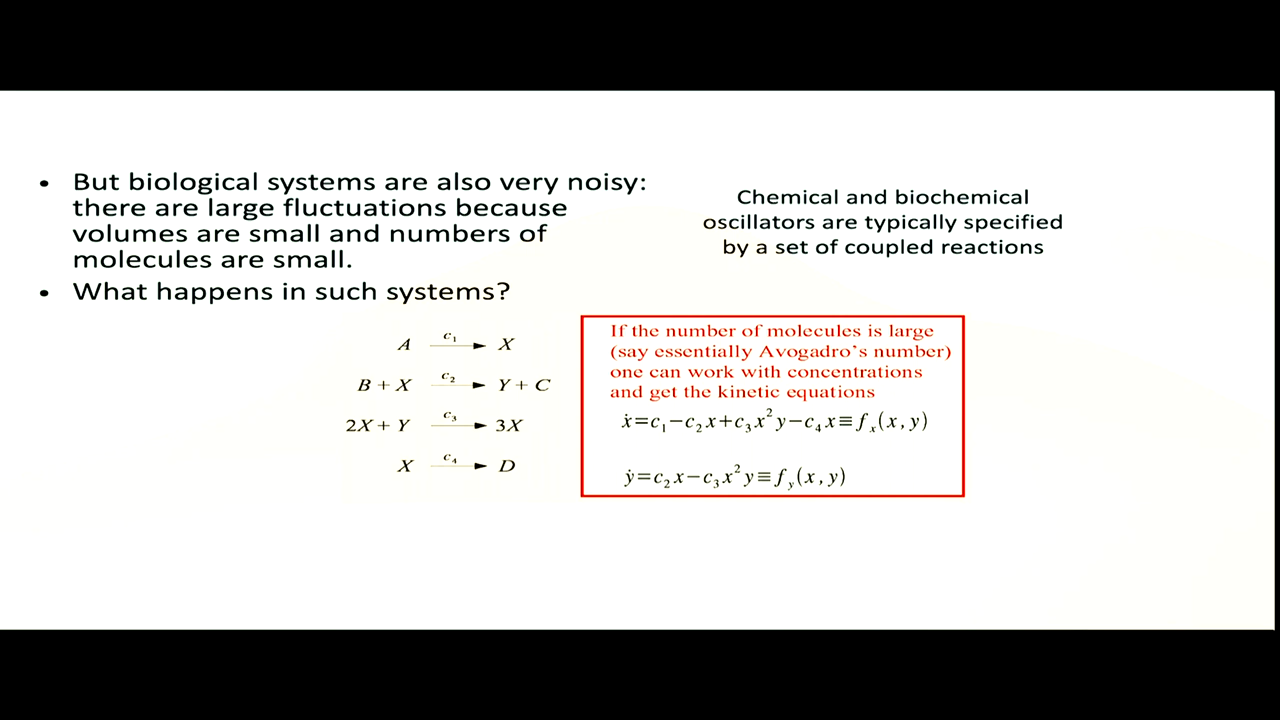 • But biological systems are also very noisy:
there are large fluctuations because
volumes are small and numbers of
molecules are small.
• What happens in such systems?
Chemical and biochemical
oscillators are typically specified
by a set of coupled reactions
A c₁→ X
B + X c₂→ Y + C
2X + Y c₃→ 3X
X c₄→ D
If the number of molecules is large
(say essentially Avogadro's number)
one can work with concentrations
and get the kinetic equations
ẋ=c₁−c₂x+c₃x²y−c₄x≡fₓ(x,y)
ẏ=c₂x−c₃x²y≡f_y(x,y)